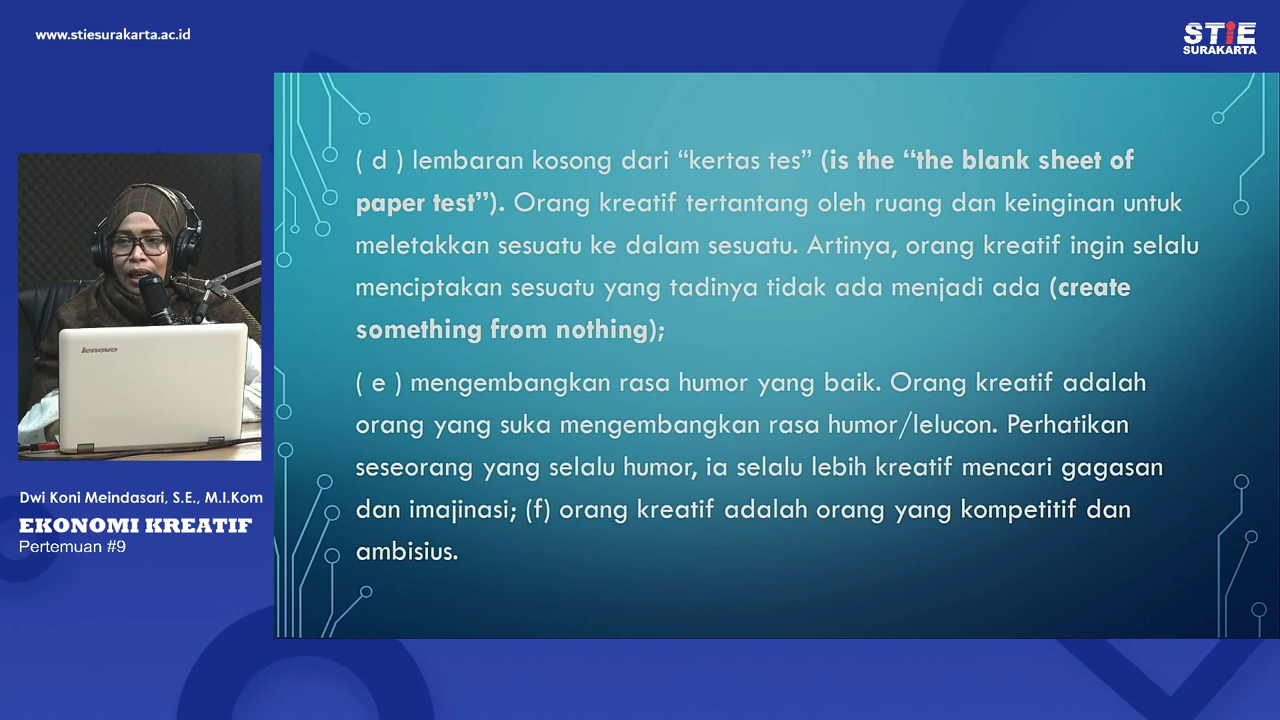 www.stiesurakarta.ac.id
STIE
SURAKARTA
( d ) lembaran kosong dari “kertas tes” (is the “the blank sheet of
paper test”). Orang kreatif tertantang oleh ruang dan keinginan untuk
meletakkan sesuatu ke dalam sesuatu. Artinya, orang kreatif ingin selalu
menciptakan sesuatu yang tadinya tidak ada menjadi ada (create
something from nothing);
( e ) mengembangkan rasa humor yang baik. Orang kreatif adalah
orang yang suka mengembangkan rasa humor/lelucon. Perhatikan
seseorang yang selalu humor, ia selalu lebih kreatif mencari gagasan
dan imajinasi; (f) orang kreatif adalah orang yang kompetitif dan
ambisius.
lenovo
Dwi Koni Meindasari, S.E., M.I.Kom
EKONOMI KREATIF
Pertemuan #9